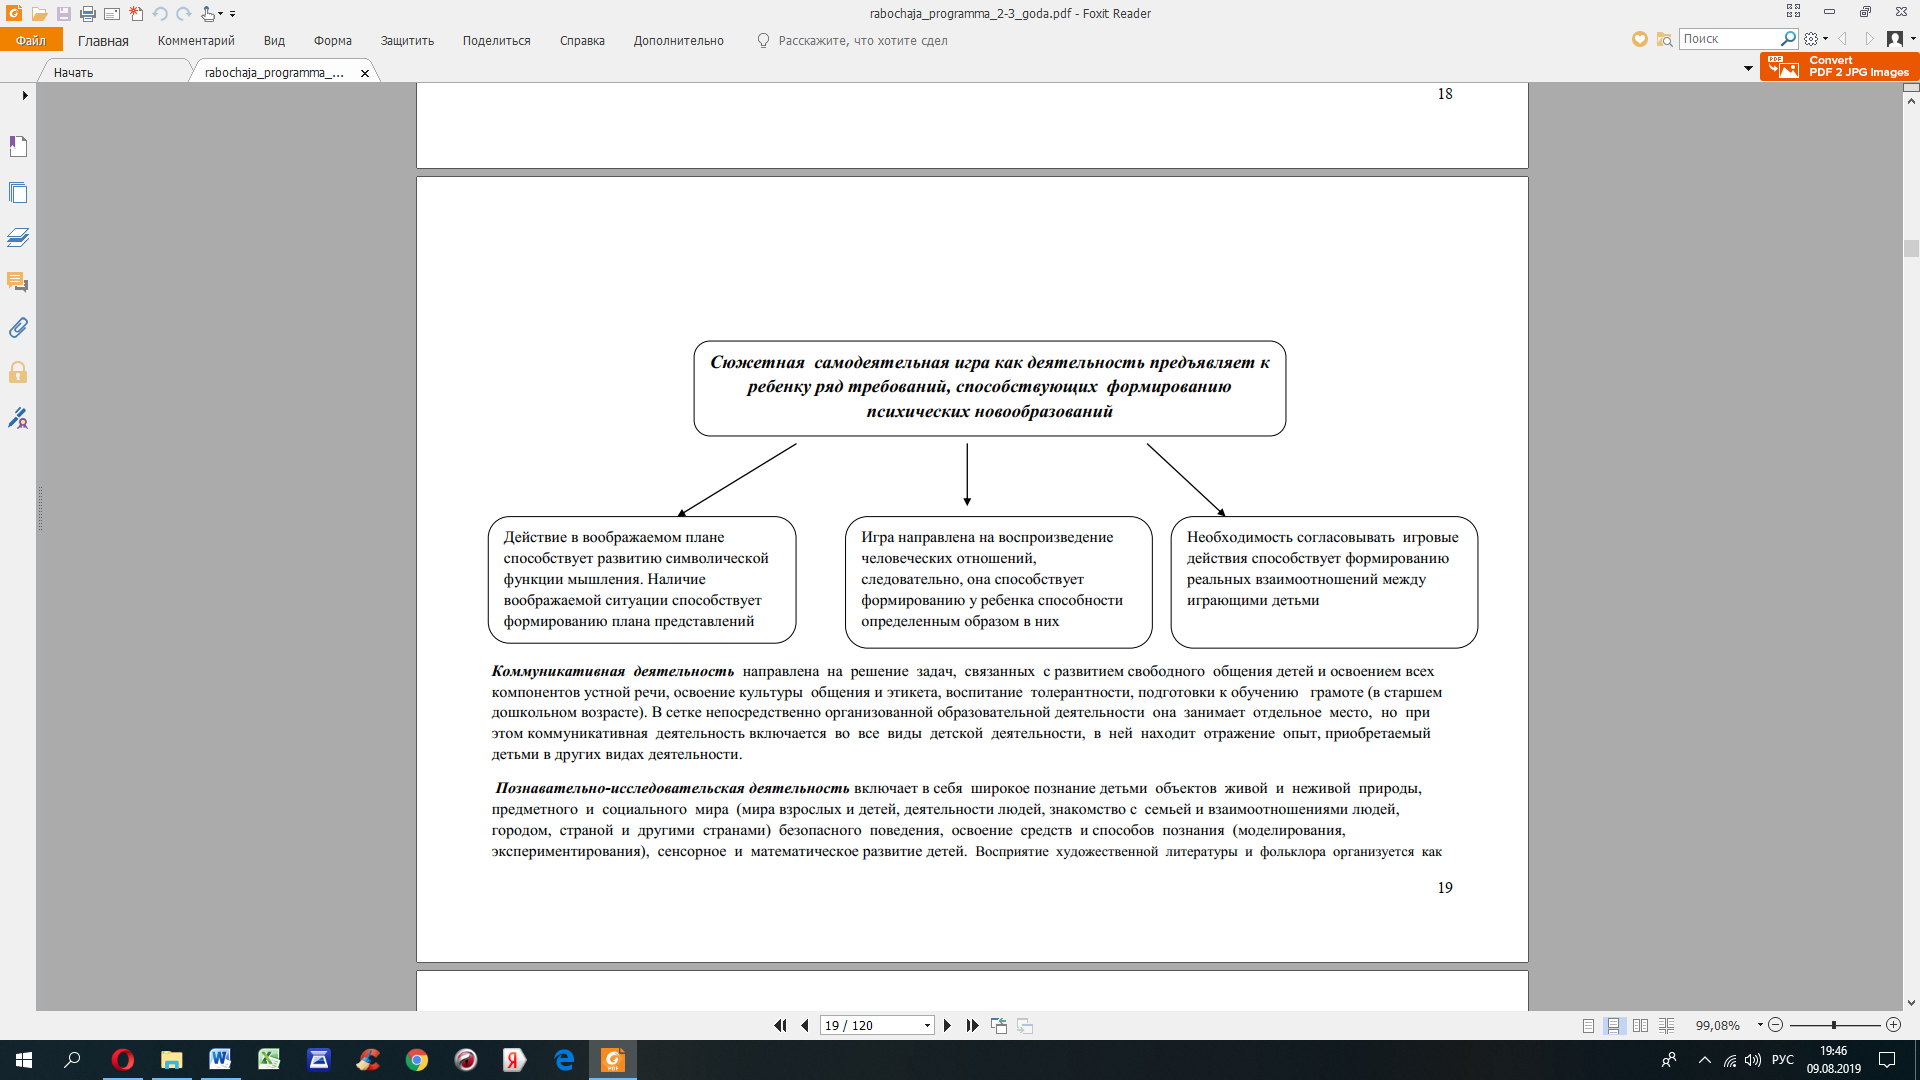 rabochaja_programma_2-3_goda.pdf - Foxit Reader
Файл Главная Комментарий Вид Форма Защитить Поделиться Справка Дополнительно Расскажите, что хотите сдел Поиск
Начать rabochaja_programma_...
Convert
PDF 2 JPG Images
18
Сюжетная самодеятельная игра как деятельность предъявляет к
ребенку ряд требований, способствующих формированию
психических новообразований
Действие в воображаемом плане
способствует развитию символической
функции мышления. Наличие
воображаемой ситуации способствует
формированию плана представлений
Игра направлена на воспроизведение
человеческих отношений,
следовательно, она способствует
формированию у ребенка способности
определенным образом в них
Необходимость согласовывать игровые
действия способствует формированию
реальных взаимоотношений между
играющими детьми
Коммуникативная деятельность направлена на решение задач, связанных с развитием свободного общения детей и освоением всех
компонентов устной речи, освоение культуры общения и этикета, воспитание толерантности, подготовки к обучению грамоте (в старшем
дошкольном возрасте). В сетке непосредственно организованной образовательной деятельности она занимает отдельное место, но при
этом коммуникативная деятельность включается во все виды детской деятельности, в ней находит отражение опыт, приобретаемый
детьми в других видах деятельности.
Познавательно-исследовательская деятельность включает в себя широкое познание детьми объектов живой и неживой природы,
предметного и социального мира (мира взрослых и детей, деятельности людей, знакомство с семьей и взаимоотношениями людей,
городом, страной и другими странами) безопасного поведения, освоение средств и способов познания (моделирования,
экспериментирования), сенсорное и математическое развитие детей. Восприятие художественной литературы и фольклора организуется как
19
19 / 120
99,08%
РУС
19:46
09.08.2019